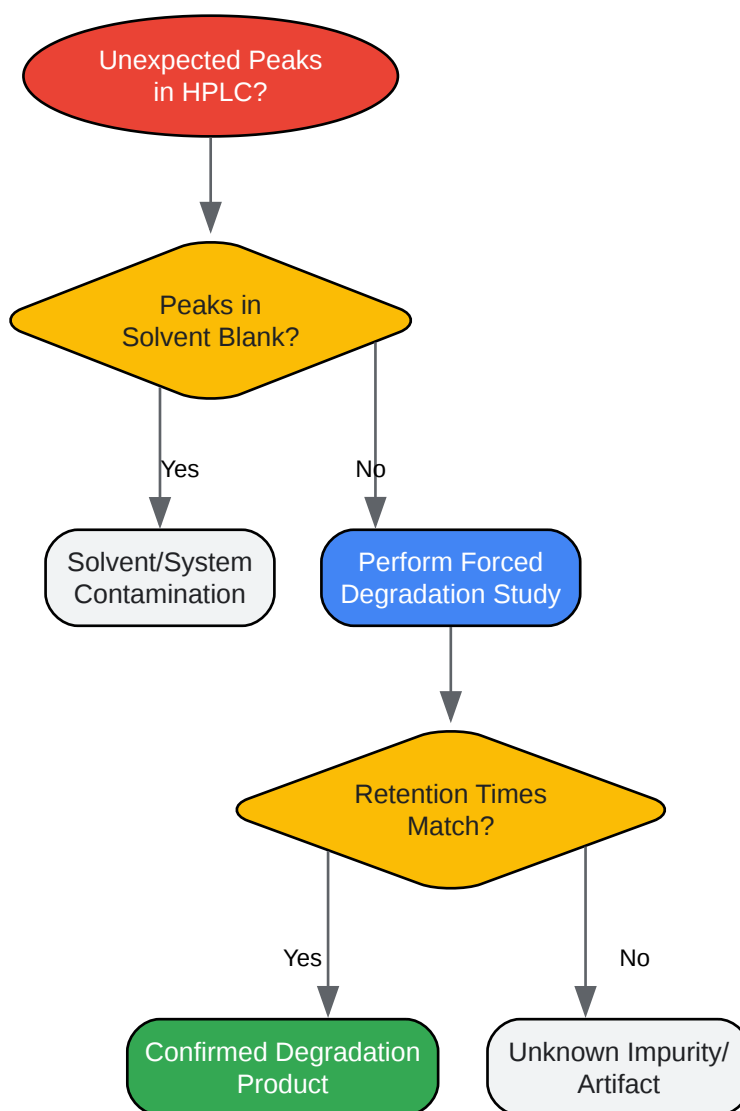 Unexpected Peaks
in HPLC?
Peaks in
Solvent Blank?
Yes
No
Solvent/System
Contamination
Perform Forced
Degradation Study
Retention Times
Match?
Yes
No
Confirmed Degradation
Product
Unknown Impurity/
Artifact